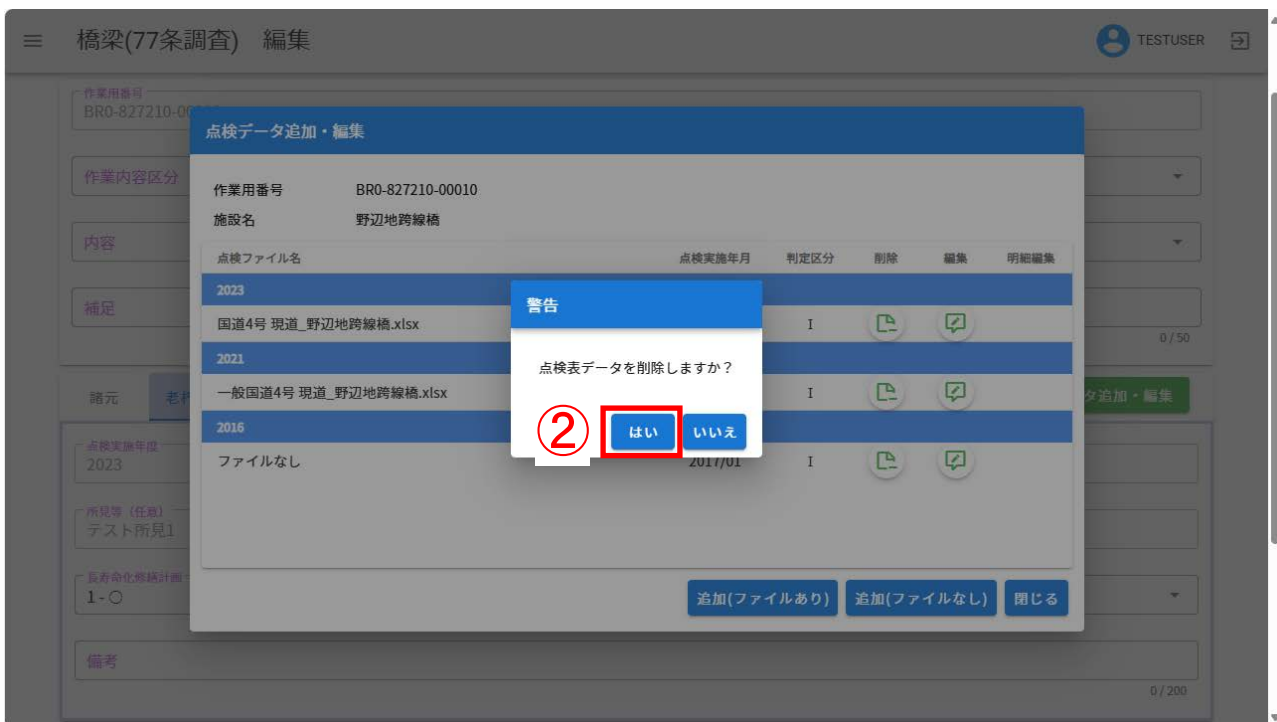 橋梁(77条調査) 編集
TESTUSER
作業用番号
BR0-827210-00
点検データ追加・編集
作業内容区分
作業用番号 BR0-827210-00010
施設名 野辺地跨線橋
内容
点検ファイル名 点検実施年月 判定区分 削除 編集 明細編集
2023
警告
補足
国道4号 現道_野辺地跨線橋.xlsx I
0 / 50
2021
点検表データを削除しますか？
諸元
一般国道4号 現道_野辺地跨線橋.xlsx I
タ追加・編集
2016
② はい いいえ
点検実施年度
2023
ファイルなし 2017/01 I
所見等（任意）
テスト所見1
長寿命化修繕計画
1 - ○
追加(ファイルあり) 追加(ファイルなし) 閉じる
備考
0 / 200